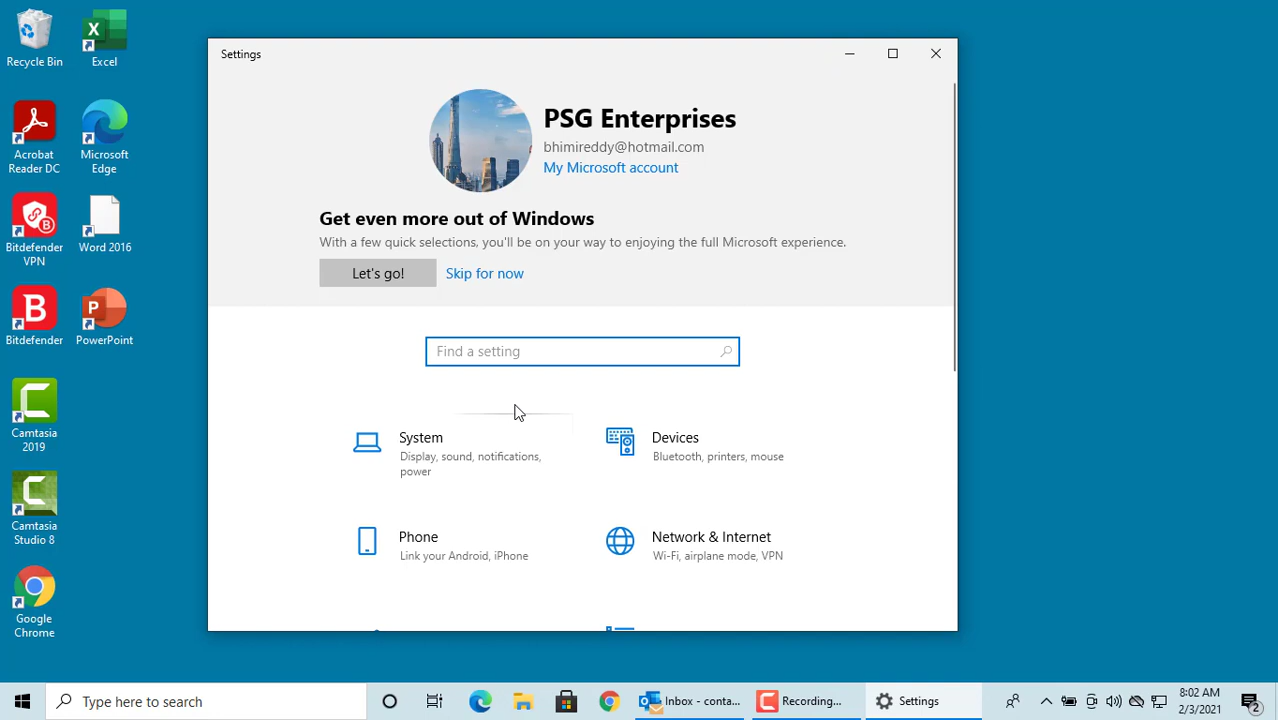 Recycle Bin
Excel
Acrobat
Reader DC
Microsoft
Edge
Bitdefender
VPN
Word 2016
Bitdefender
PowerPoint
Camtasia
2019
Camtasia
Studio 8
Google
Chrome
Settings
PSG Enterprises
bhimireddy@hotmail.com
My Microsoft account
Get even more out of Windows
With a few quick selections, you'll be on your way to enjoying the full Microsoft experience.
Let's go! Skip for now
Find a setting
System
Display, sound, notifications,
power
Devices
Bluetooth, printers, mouse
Phone
Link your Android, iPhone
Network & Internet
Wi-Fi, airplane mode, VPN
Type here to search
Inbox - conta...
Recording...
Settings
8:02 AM
2/3/2021
2